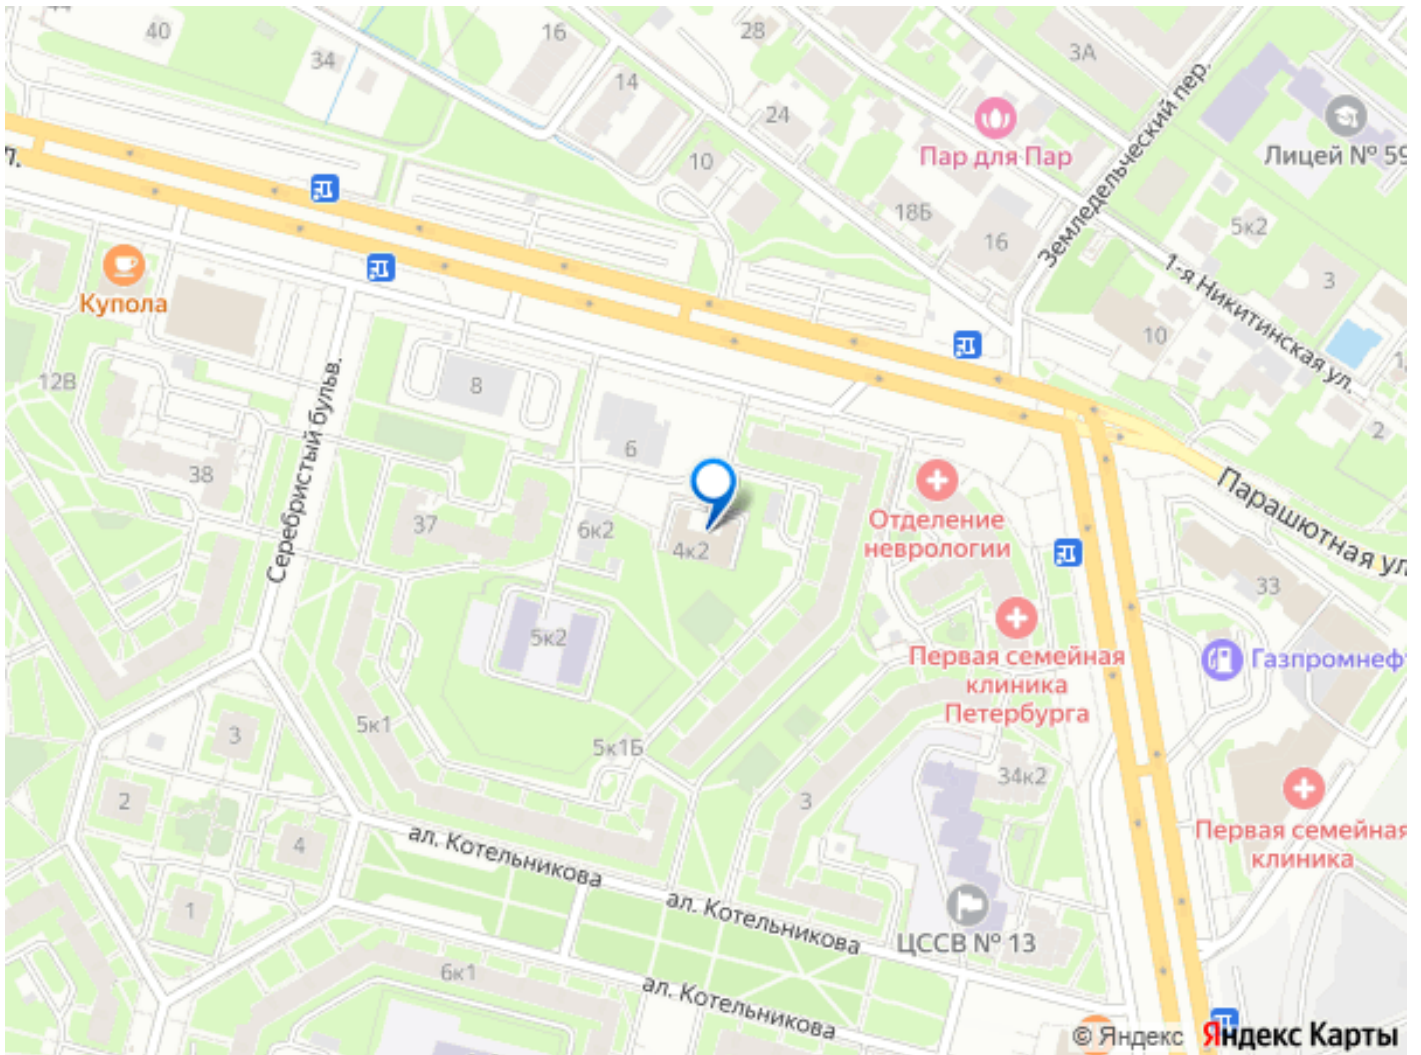 40
16
28
34
14
3А
24
Пар для Пар
Земледельческий пер.
Лицей № 59
10
18Б
16
5к2
3
1-я Никитинская ул.
Купола
10
12В
8
2
Серебристый бульв.
6
38
37
6к2
4к2
Отделение
неврологии
Парашютная ул
33
5к2
Первая семейная
клиника
Петербурга
Газпромнефт
5к1
3
5к1Б
34к2
2
3
4
Первая семейная
клиника
ал. Котельникова
ал. Котельникова
1
ЦССВ № 13
6к1
ал. Котельникова
© Яндекс Яндекс Карты